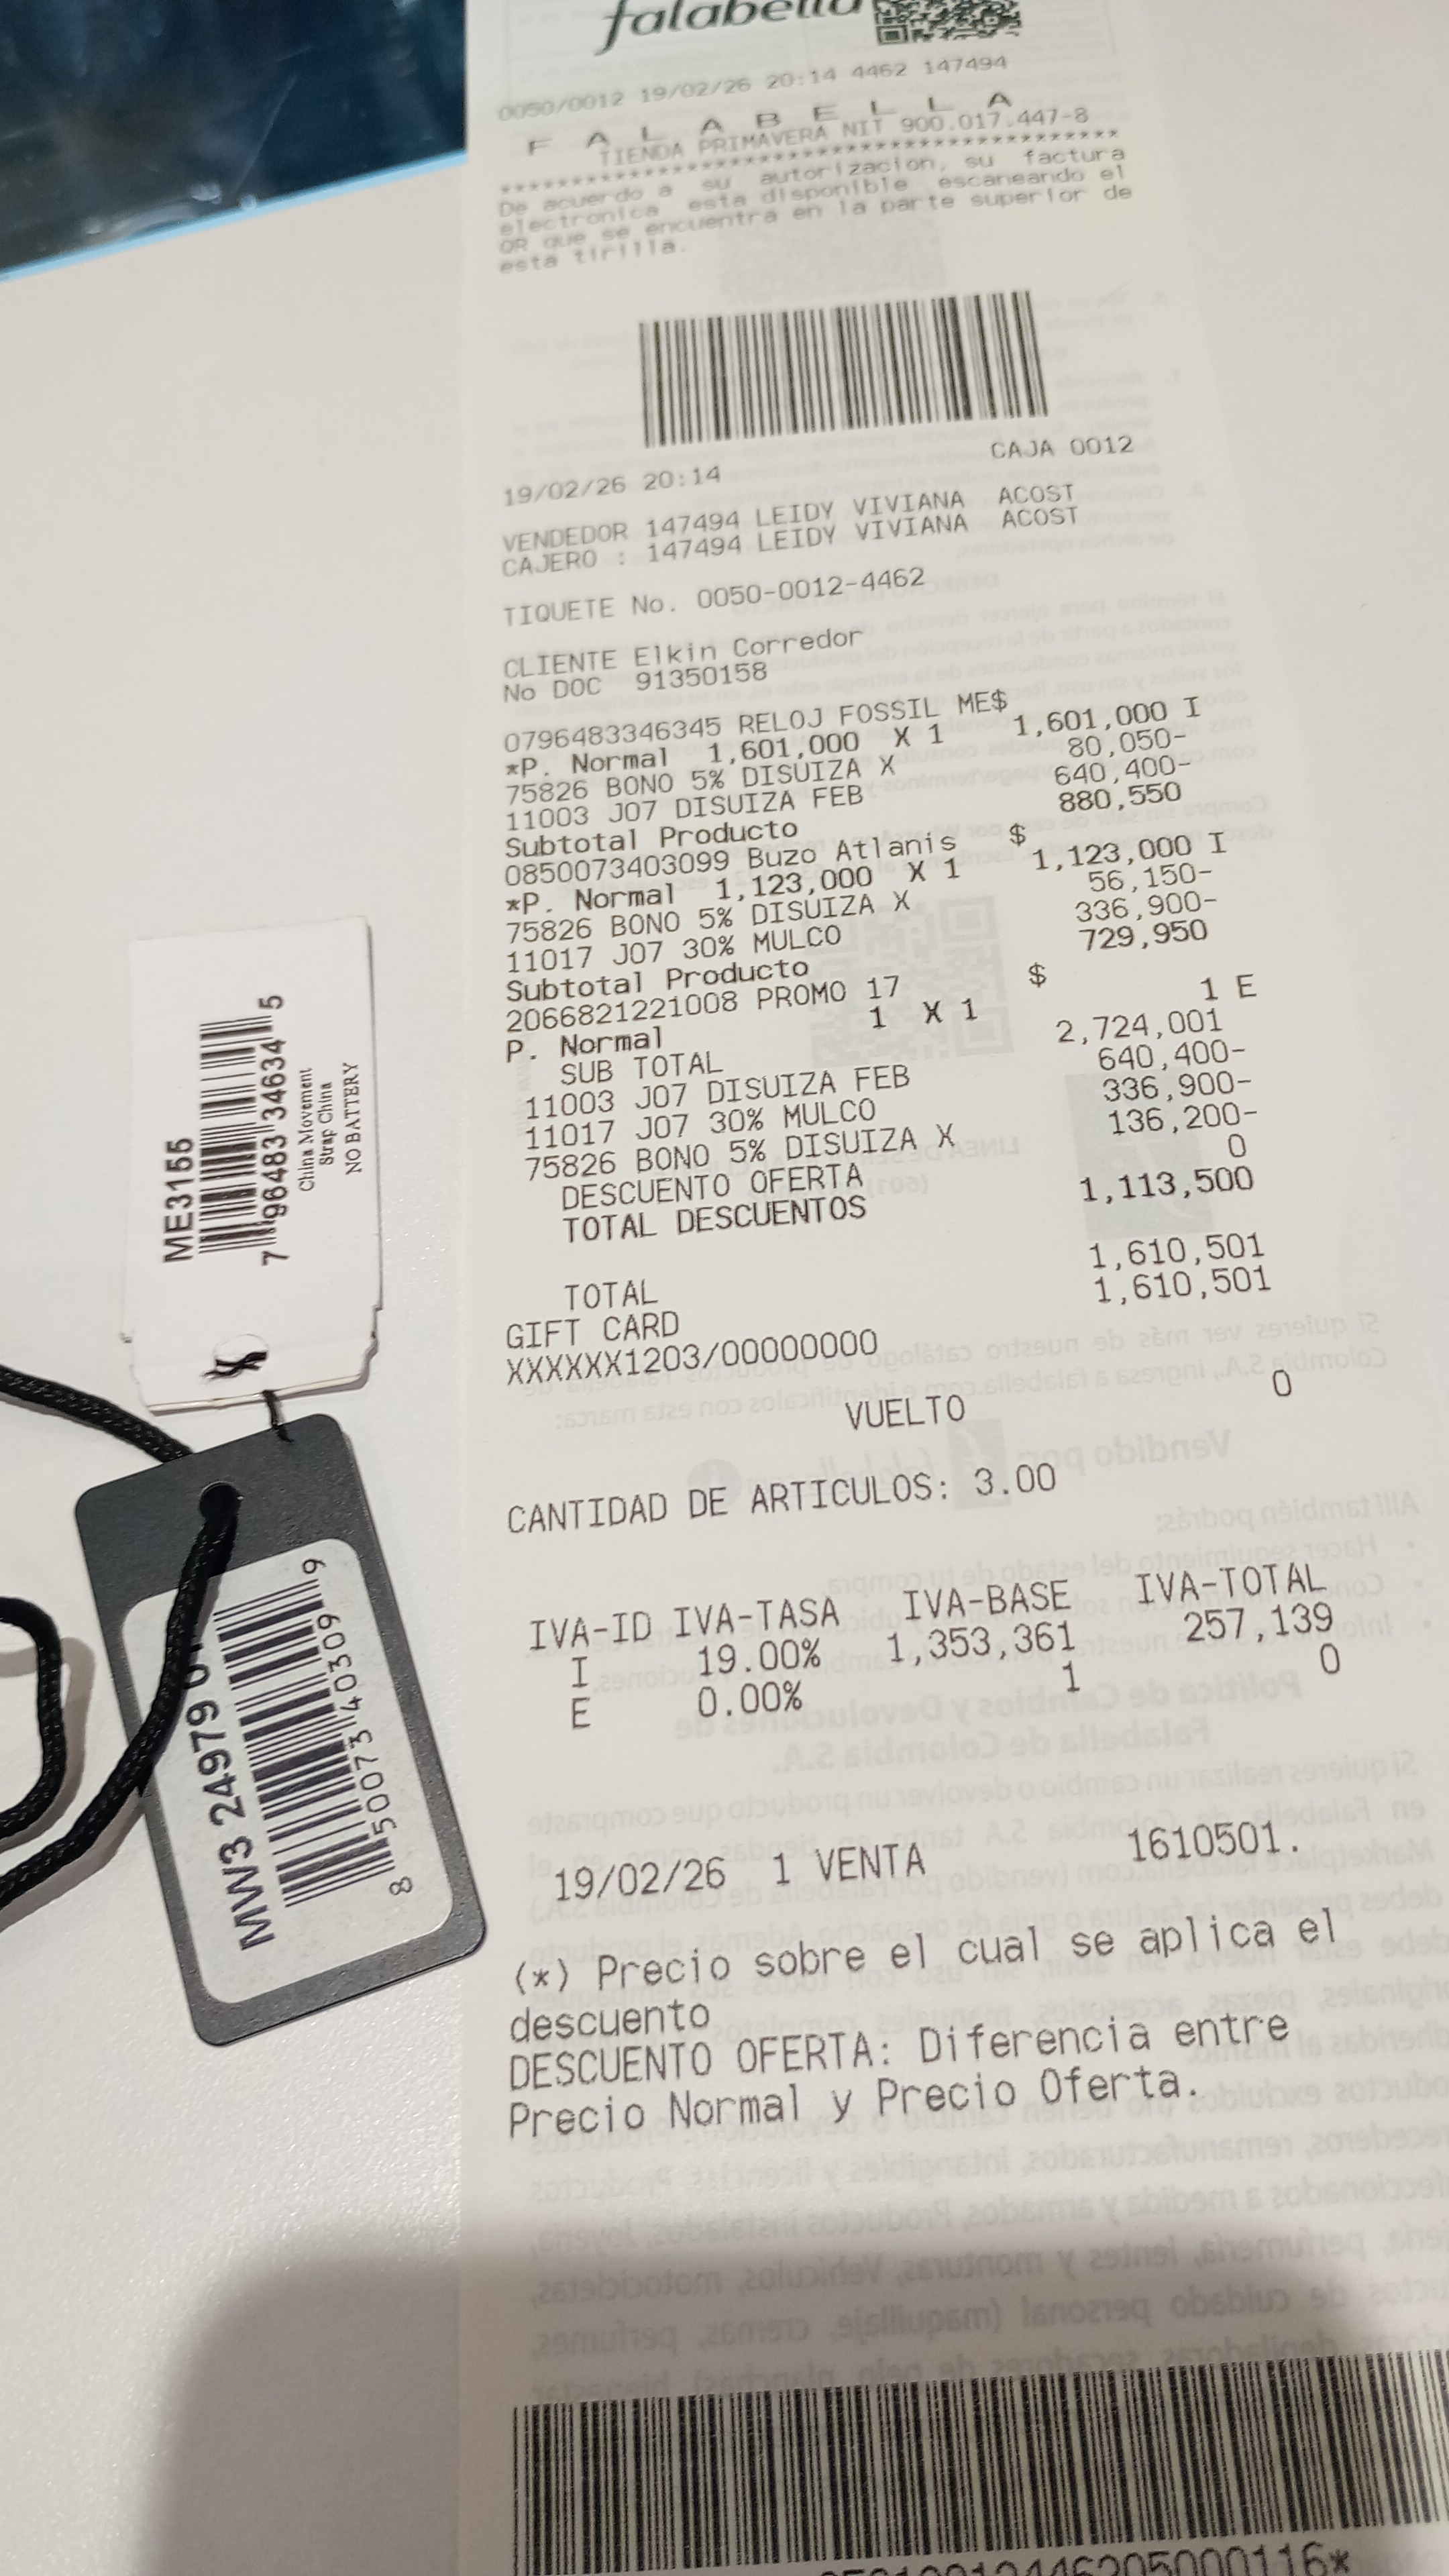 falabella
0050/0012 19/02/26 20:14 4462 147494
F A L A B E L L A
TIENDA PRIMAVERA NIT 900.017.447-8
****************************************
De acuerdo a su autorizacion, su factura
electronica esta disponible escaneando el
QR que se encuentra en la parte superior de
esta tirilla.
19/02/26 20:14 CAJA 0012
VENDEDOR 147494 LEIDY VIVIANA ACOST
CAJERO : 147494 LEIDY VIVIANA ACOST
TIQUETE No. 0050-0012-4462
CLIENTE Elkin Corredor
No DOC 91350158
0796483346345 RELOJ FOSSIL ME$ 1,601,000 I
*P. Normal 1,601,000 X 1
75826 BONO 5% DISUIZA X 80,050-
11003 J07 DISUIZA FEB 640,400-
Subtotal Producto 880,550
0850073403099 Buzo Atlanis $ 1,123,000 I
*P. Normal 1,123,000 X 1
75826 BONO 5% DISUIZA X 56,150-
11017 J07 30% MULCO 336,900-
Subtotal Producto 729,950
2066821221008 PROMO 17 $ 1 E
P. Normal 1 X 1
SUB TOTAL 2,724,001
11003 J07 DISUIZA FEB 640,400-
11017 J07 30% MULCO 336,900-
75826 BONO 5% DISUIZA X 136,200-
DESCUENTO OFERTA 0
TOTAL DESCUENTOS 1,113,500
TOTAL 1,610,501
GIFT CARD 1,610,501
XXXXXX1203/00000000
VUELTO 0
CANTIDAD DE ARTICULOS: 3.00
IVA-ID IVA-TASA IVA-BASE IVA-TOTAL
I 19.00% 1,353,361 257,139
E 0.00% 1 0
19/02/26 1 VENTA 1610501.
(*) Precio sobre el cual se aplica el
descuento
DESCUENTO OFERTA: Diferencia entre
Precio Normal y Precio Oferta.
ME3155
7 96483 34634 5
China Movement
Strap China
NO BATTERY
MW3 24979
8 50073 40309 9